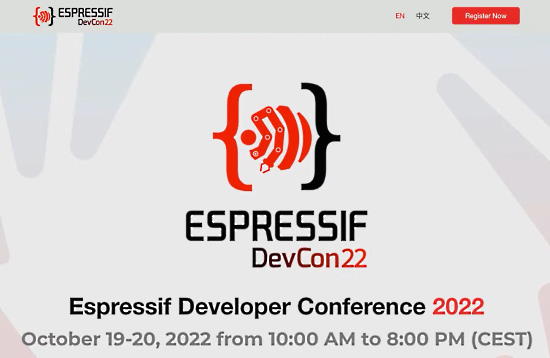 ESPRESSIF
DevCon22
EN 中文 Register Now
ESPRESSIF
DevCon22
Espressif Developer Conference 2022
October 19-20, 2022 from 10:00 AM to 8:00 PM (CEST)